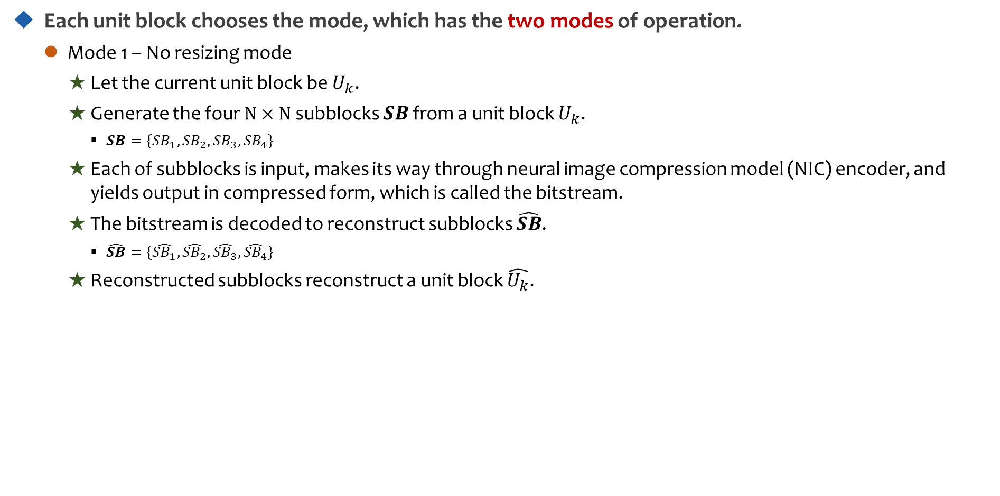 ◆ Each unit block chooses the mode, which has the two modes of operation.
● Mode 1 – No resizing mode
★ Let the current unit block be $U_k$.
★ Generate the four N × N subblocks $\boldsymbol{SB}$ from a unit block $U_k$.
▪ $\boldsymbol{SB} = \{SB_1, SB_2, SB_3, SB_4\}$
★ Each of subblocks is input, makes its way through neural image compression model (NIC) encoder, and
yields output in compressed form, which is called the bitstream.
★ The bitstream is decoded to reconstruct subblocks $\widehat{\boldsymbol{SB}}$.
▪ $\widehat{\boldsymbol{SB}} = \{\widehat{SB}_1, \widehat{SB}_2, \widehat{SB}_3, \widehat{SB}_4\}$
★ Reconstructed subblocks reconstruct a unit block $\widehat{U_k}$.